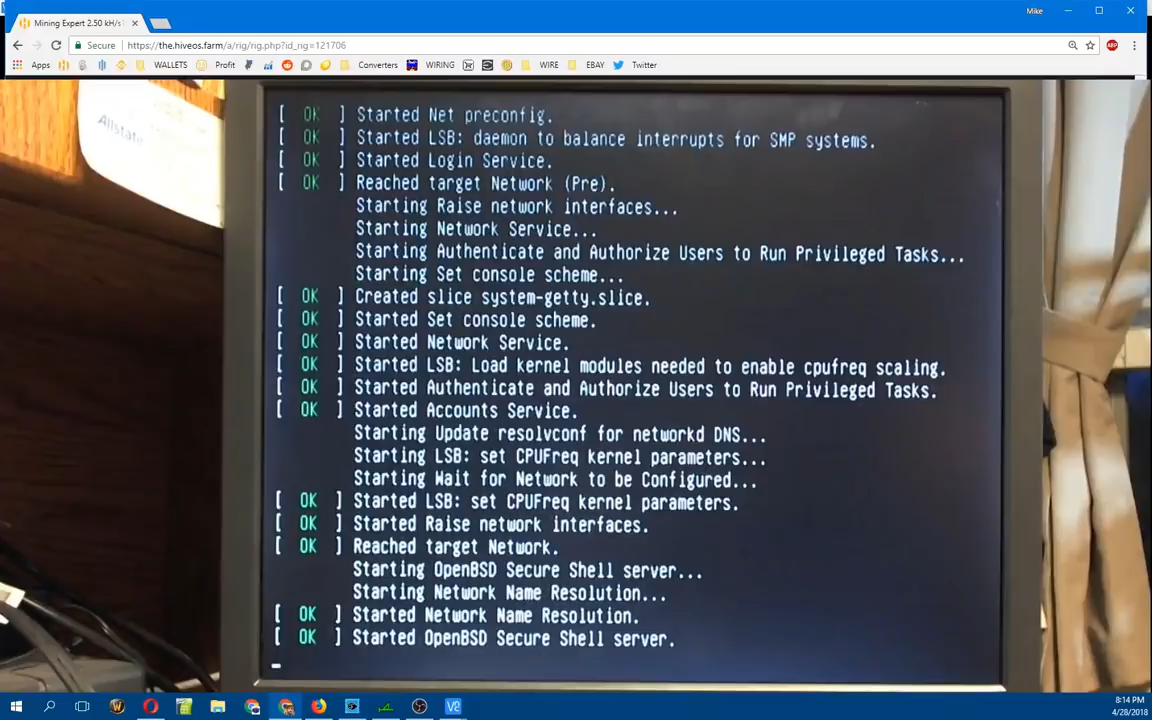 Mining Expert 2.50 kH/s
Mike
Secure
https://the.hiveos.farm/a/rig/rig.php?id_rig=121706
Apps
WALLETS
Profit
Converters
WIRING
WIRE
EBAY
Twitter
Allstate
[ OK ] Started Net preconfig.
[ OK ] Started LSB: daemon to balance interrupts for SMP systems.
[ OK ] Started Login Service.
[ OK ] Reached target Network (Pre).
Starting Raise network interfaces...
Starting Network Service...
Starting Authenticate and Authorize Users to Run Privileged Tasks...
Starting Set console scheme...
[ OK ] Created slice system-getty.slice.
[ OK ] Started Set console scheme.
[ OK ] Started Network Service.
[ OK ] Started LSB: Load kernel modules needed to enable cpufreq scaling.
[ OK ] Started Authenticate and Authorize Users to Run Privileged Tasks.
[ OK ] Started Accounts Service.
Starting Update resolvconf for networkd DNS...
Starting LSB: set CPUFreq kernel parameters...
Starting Wait for Network to be Configured...
[ OK ] Started LSB: set CPUFreq kernel parameters.
[ OK ] Started Raise network interfaces.
[ OK ] Reached target Network.
Starting OpenBSD Secure Shell server...
Starting Network Name Resolution...
[ OK ] Started Network Name Resolution.
[ OK ] Started OpenBSD Secure Shell server.
8:14 PM
4/28/2018